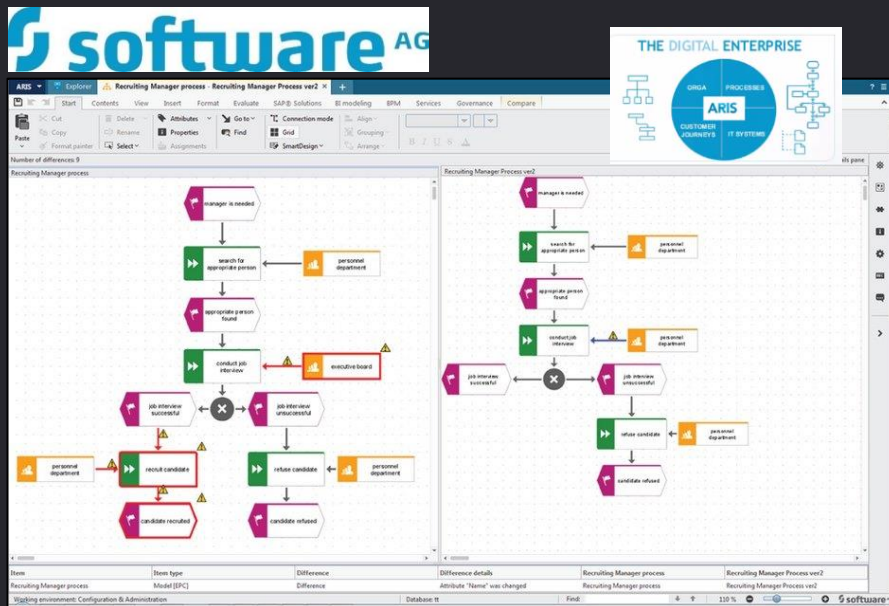 software AG
THE DIGITAL ENTERPRISE
ORGA
PROCESSES
ARIS
CUSTOMER
JOURNEYS
IT SYSTEMS
ARIS
Explorer
Recruiting Manager process - Recruiting Manager Process ver2
Start
Contents
View
Insert
Format
Evaluate
SAP® Solutions
BI modeling
BPM
Services
Governance
Compare
Paste
Cut
Copy
Format painter
Delete
Rename
Select
Attributes
Properties
Assignments
Go to
Find
Connection mode
Grid
SmartDesign
Align
Grouping
Arrange
B I U S A
Number of differences 9
ils pane
Recruiting Manager process
manager is needed
search for
appropriate person
personnel
department
appropriate person
found
conduct job
interview
executive board
job interview
successful
job interview
unsuccessful
personnel
department
recruit candidate
refuse candidate
personnel
department
candidate recruited
candidate refused
Recruiting Manager Process ver2
manager is needed
search for
appropriate person
personnel
department
appropriate person
found
conduct job
interview
personnel
department
job interview
successful
job interview
unsuccessful
refuse candidate
personnel
department
candidate refused
Item
Item type
Difference
Difference details
Recruiting Manager process
Recruiting Manager Process ver2
Recruiting Manager process
Model [EPC]
Difference
Attribute "Name" was changed
Recruiting Manager process
Recruiting Manager Process ver2
Working environment: Configuration & Administration
Database: tt
Find:
110 %
software